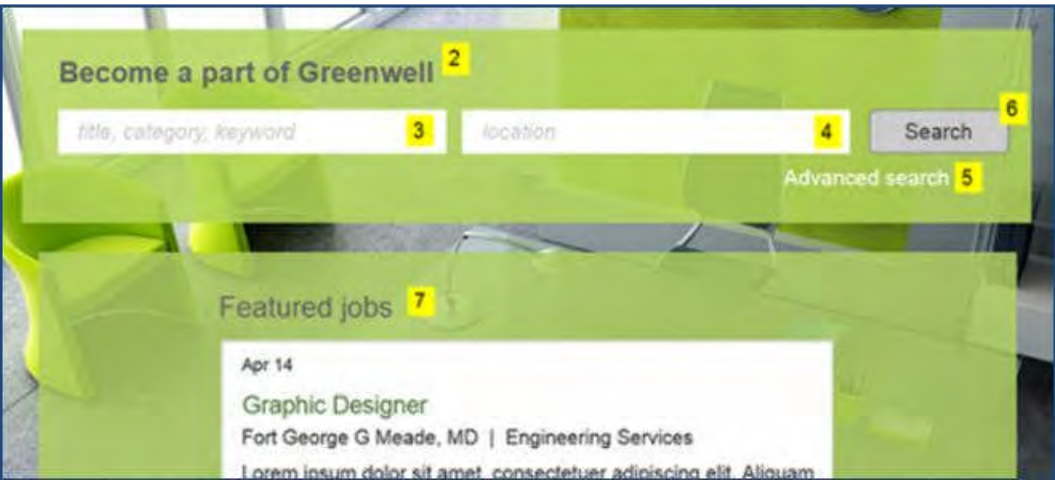 Become a part of Greenwell 2
title, category, keyword 3 location 4 Search 6
Advanced search 5
Featured jobs 7
Apr 14
Graphic Designer
Fort George G Meade, MD | Engineering Services
Lorem ipsum dolor sit amet, consectetuer adipiscing elit. Aliquam